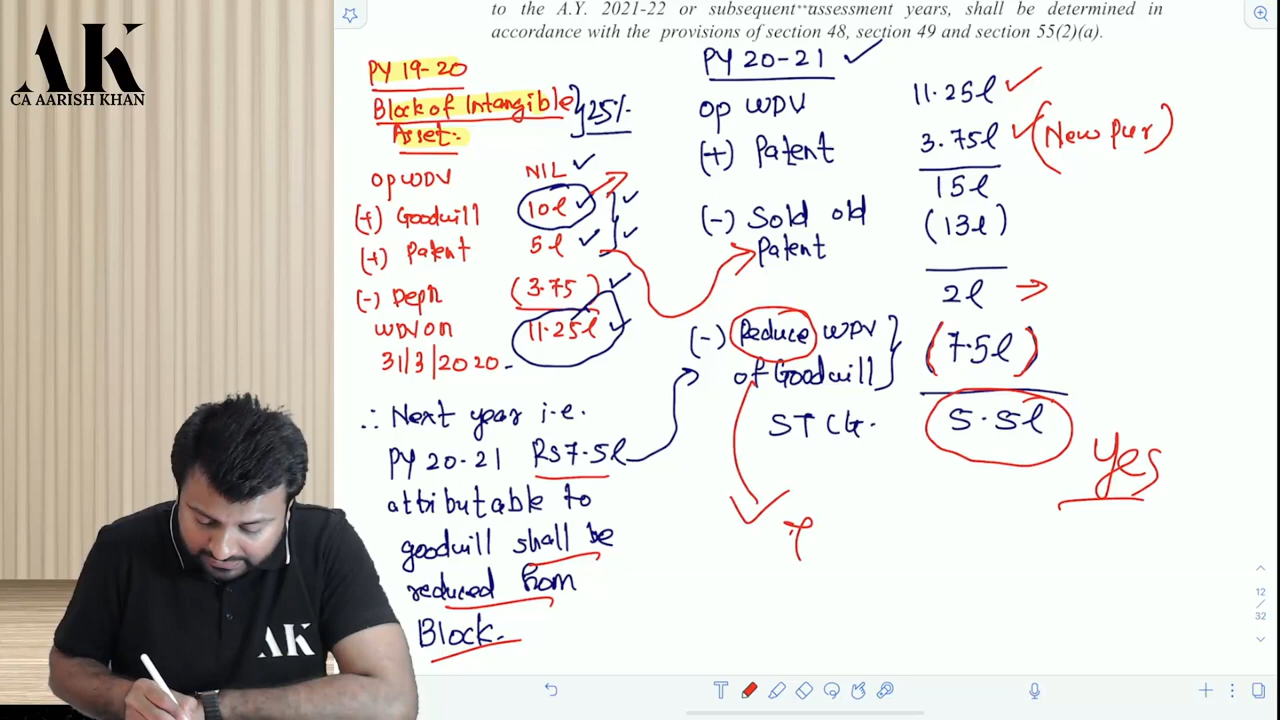 to the A.Y. 2021-22 or subsequent assessment years, shall be determined in
accordance with the provisions of section 48, section 49 and section 55(2)(a).
AK
CA AARISH KHAN
PY 19-20
Block of Intangible } 25%
Asset:-
op WDV NIL
(+) Goodwill 10l
(+) Patent 5l
(-) Depn (3.75)
WDV ON 11.25l
31/3/2020.
∴ Next year i.e.
PY 20-21 Rs7.5l
attributable to
goodwill shall be
reduced from
Block.
PY 20-21
op WDV 11.25l
(+) Patent 3.75l (New pur)
15l
(-) Sold old (13l)
Patent
2l
(-) Reduce WDV (7.5l)
of Goodwill
STCG. 5.5l
yes
AK
12
32